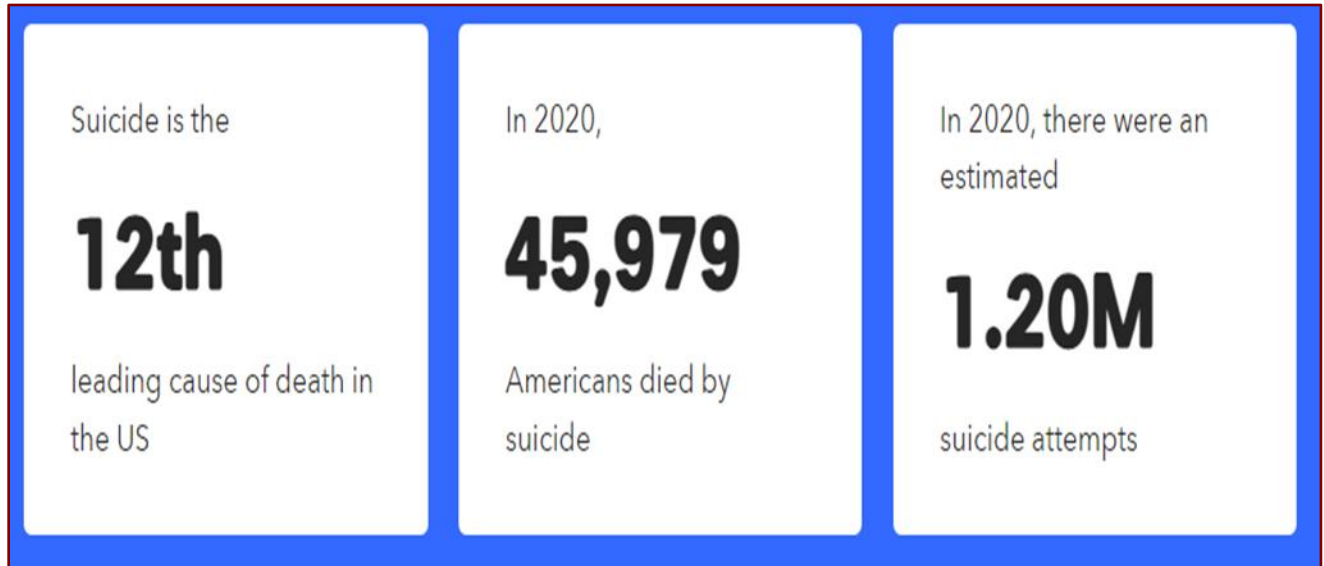 Suicide is the
12th
leading cause of death in
the US
In 2020,
45,979
Americans died by
suicide
In 2020, there were an
estimated
1.20M
suicide attempts